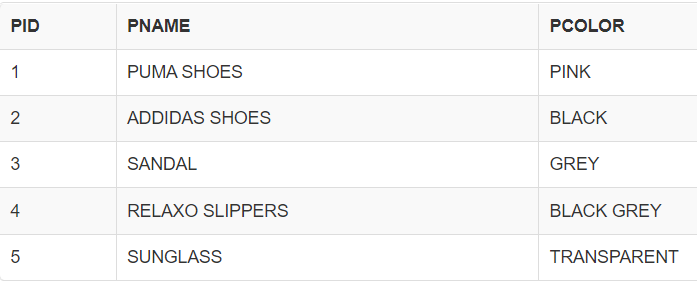 PID PNAME PCOLOR
1 PUMA SHOES PINK
2 ADDIDAS SHOES BLACK
3 SANDAL GREY
4 RELAXO SLIPPERS BLACK GREY
5 SUNGLASS TRANSPARENT